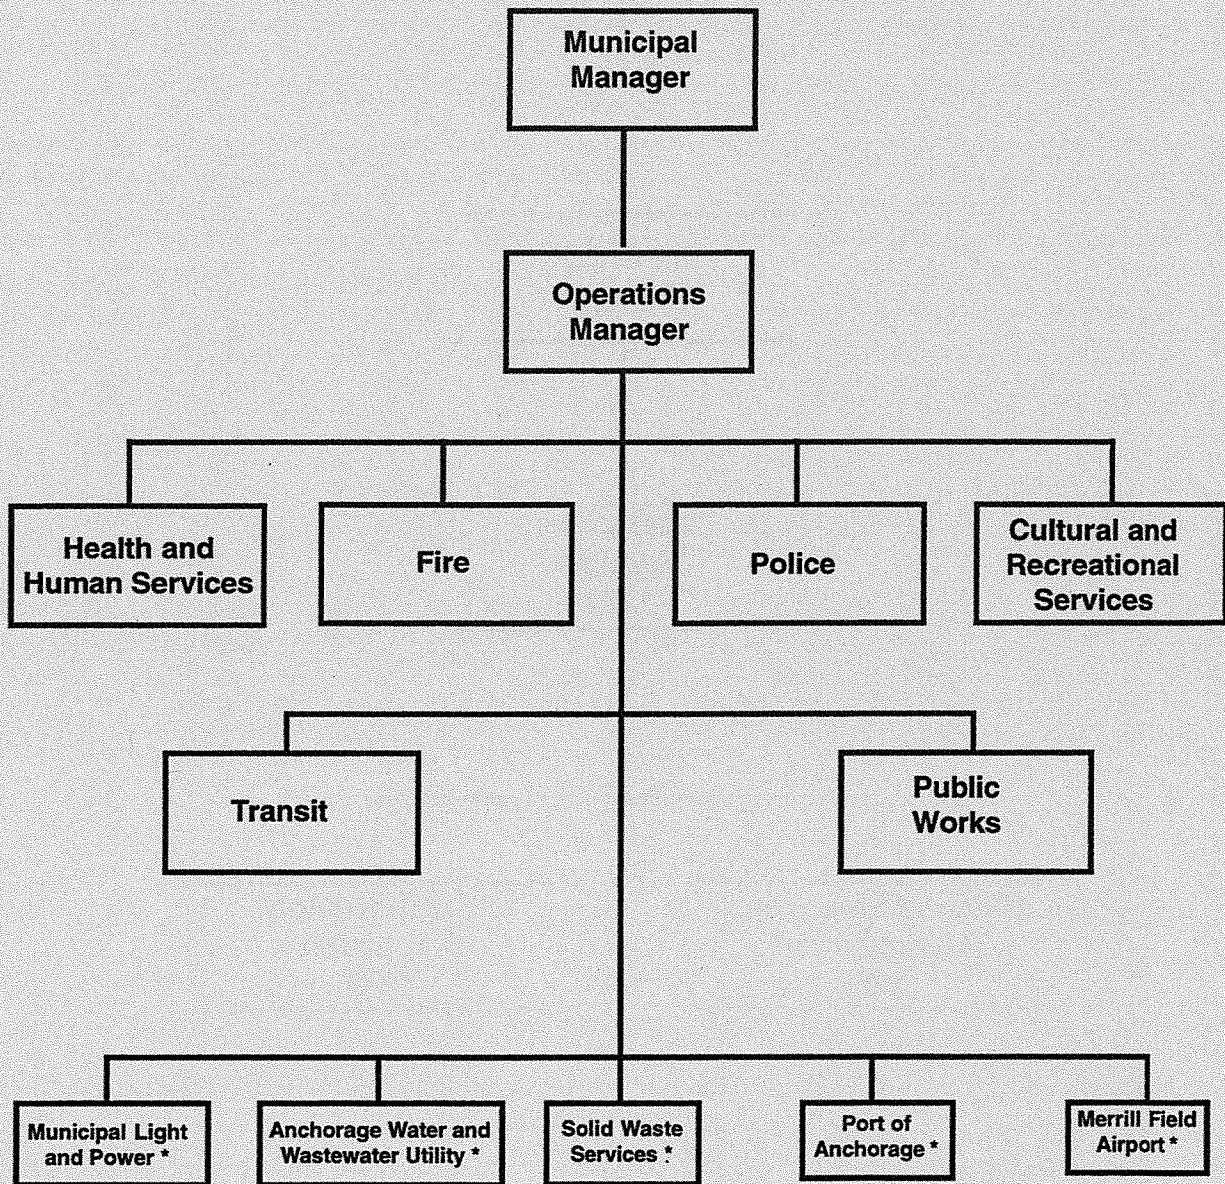 Municipal
Manager
Operations
Manager
Health and
Human Services
Fire
Police
Cultural and
Recreational
Services
Transit
Public
Works
Municipal Light
and Power *
Anchorage Water and
Wastewater Utility *
Solid Waste
Services *
Port of
Anchorage *
Merrill Field
Airport *